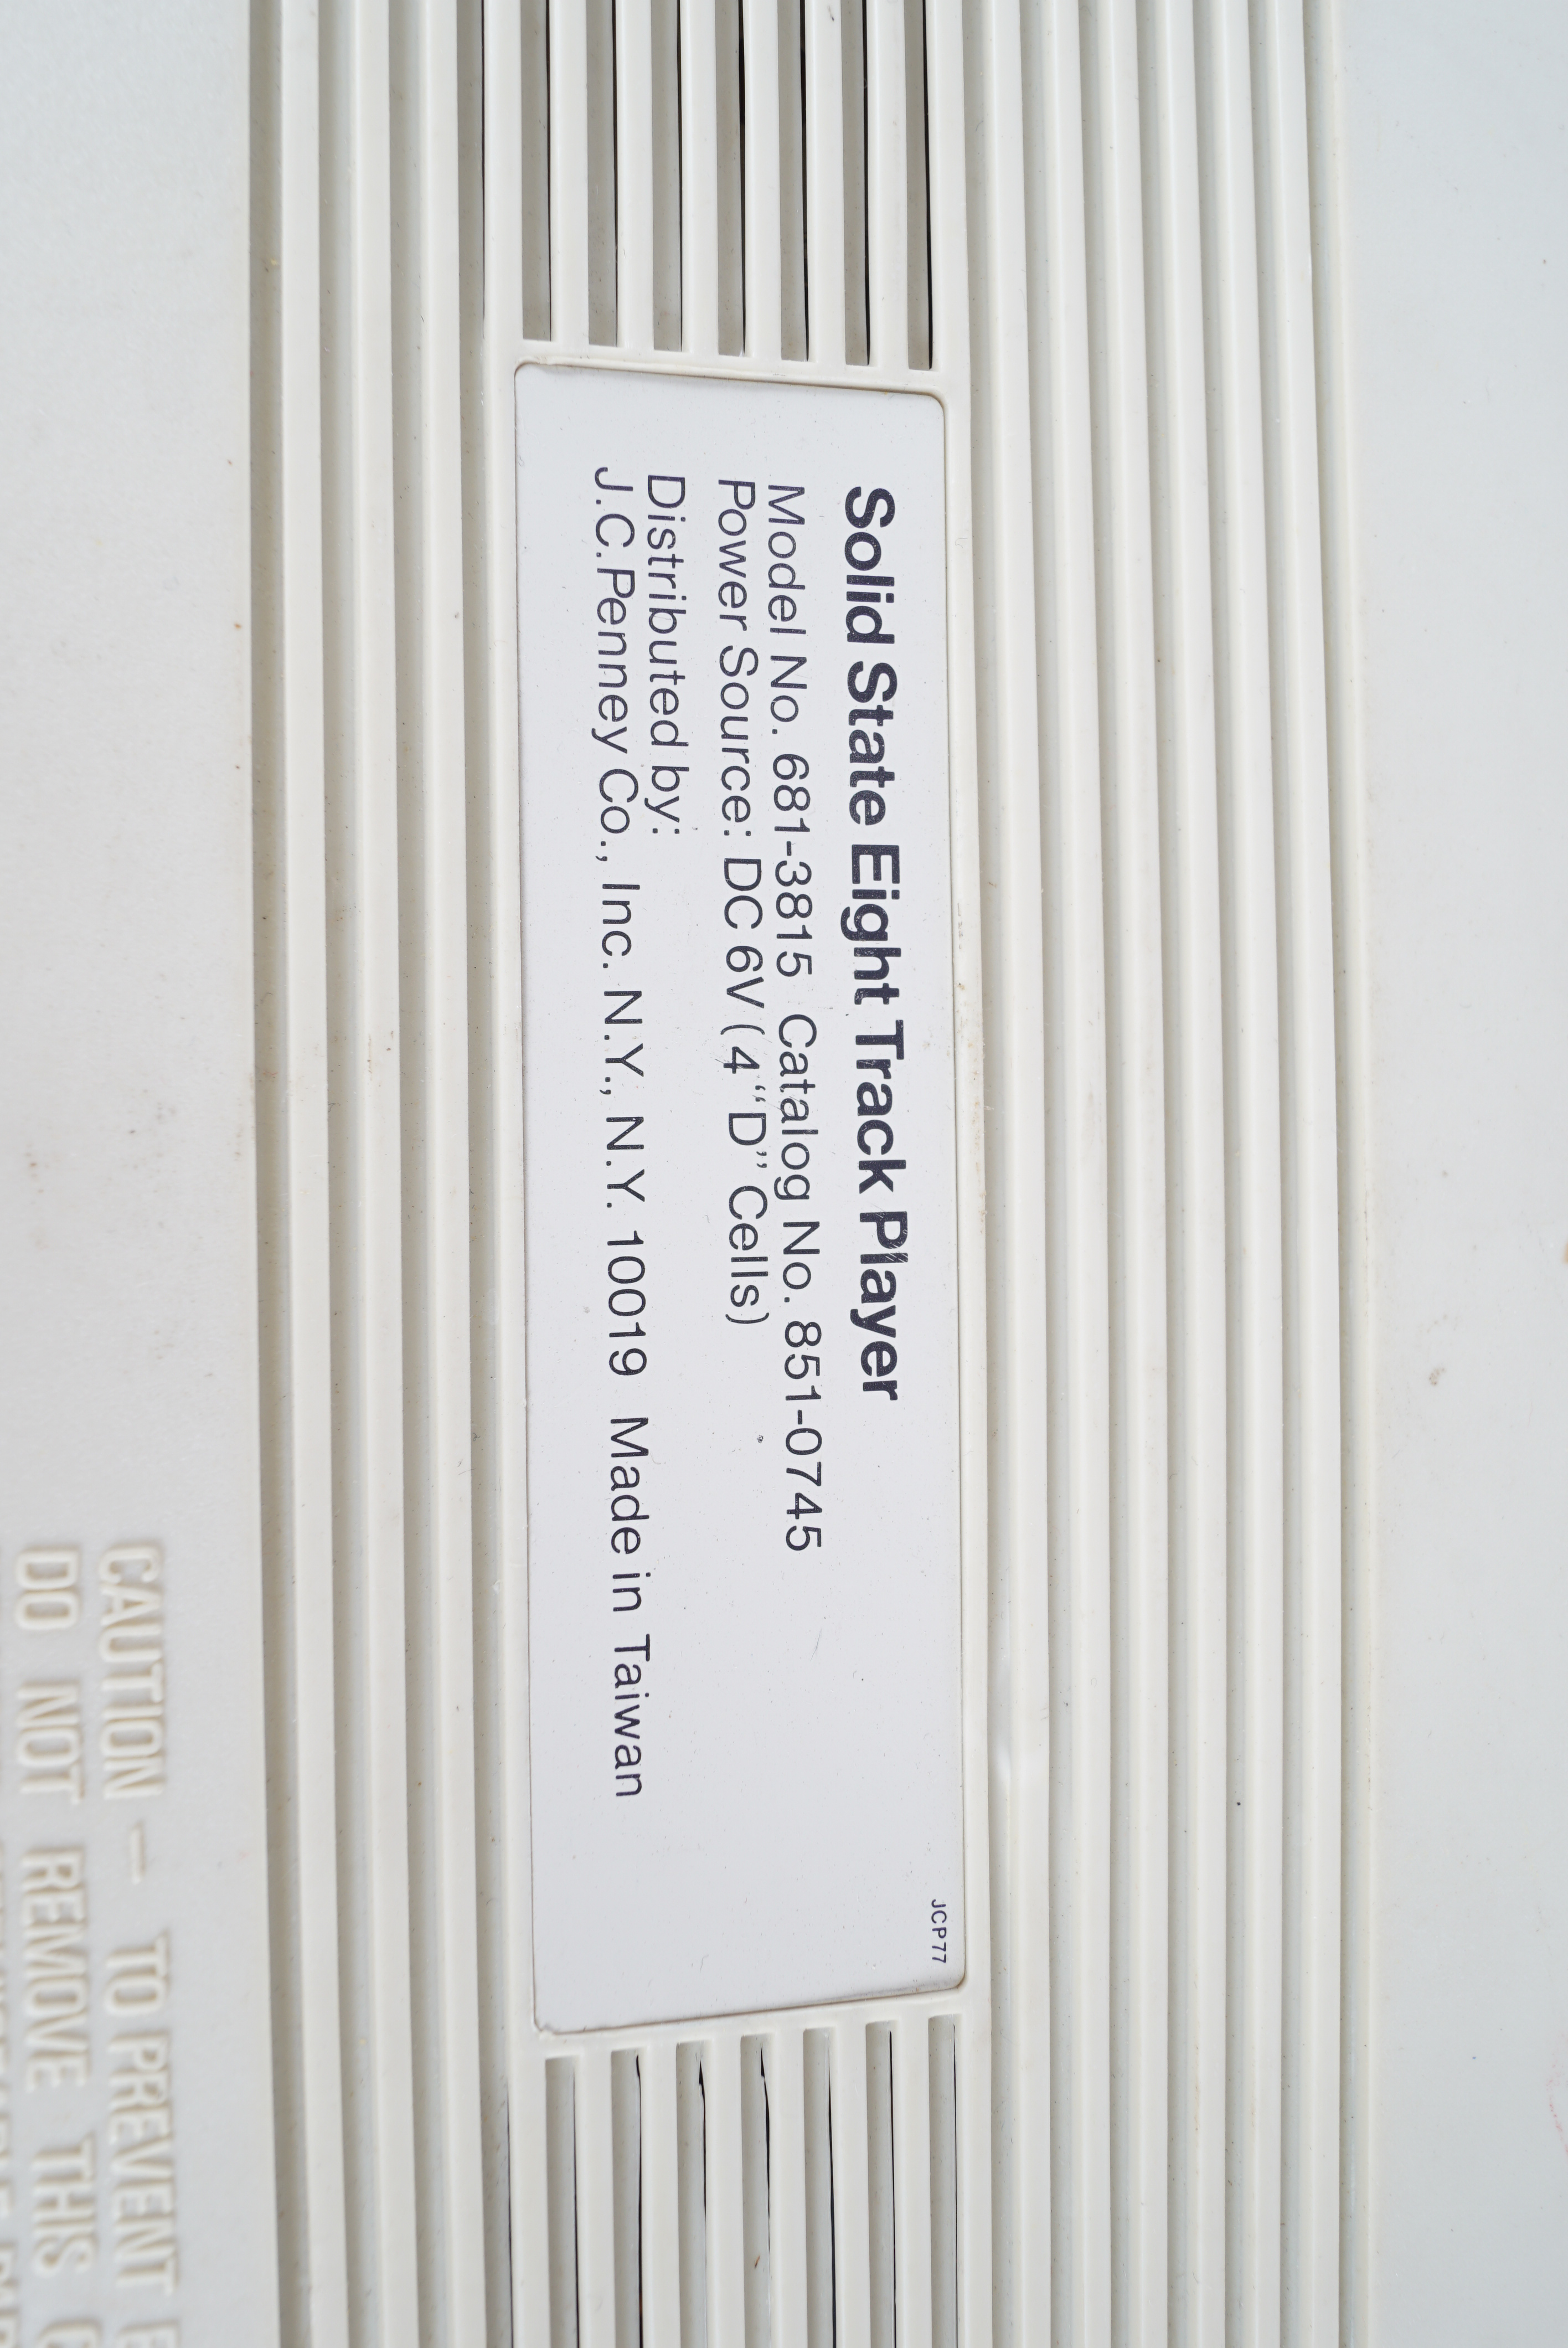 JCP77
Solid State Eight Track Player
Model No. 681-3815 Catalog No. 851-0745
Power Source: DC 6V (4 “D” Cells)
Distributed by:
J.C.Penney Co., Inc. N.Y., N.Y. 10019 Made in Taiwan
CAUTION – TO PREVENT
DO NOT REMOVE THIS